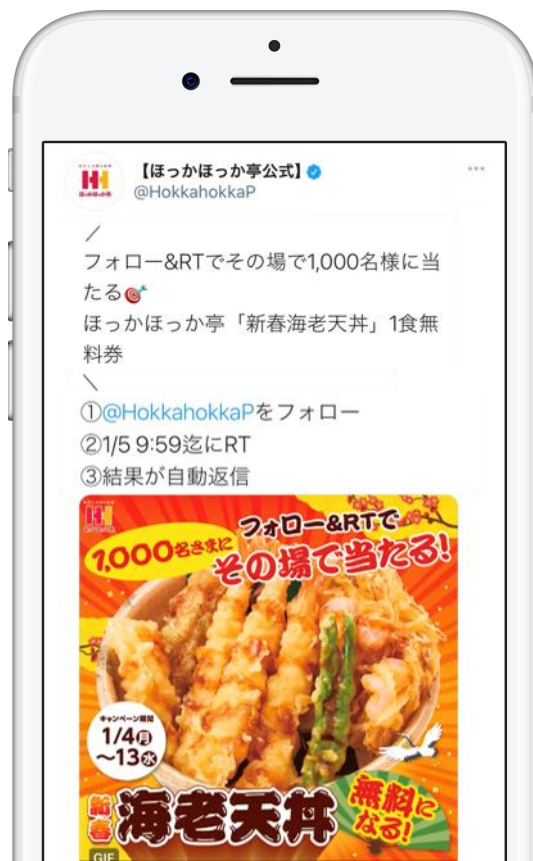 【ほっかほっか亭公式】
@HokkahokkaP
／
フォロー&RTでその場で1,000名様に当
たる🎯
ほっかほっか亭「新春海老天丼」1食無
料券
＼
①@HokkahokkaPをフォロー
②1/5 9:59迄にRT
③結果が自動返信
フォロー&RTで
1,000名さまに
その場で当たる!
キャンペーン期間
1/4月
～13水
新春
海老天丼
無料に
なる!
GIF